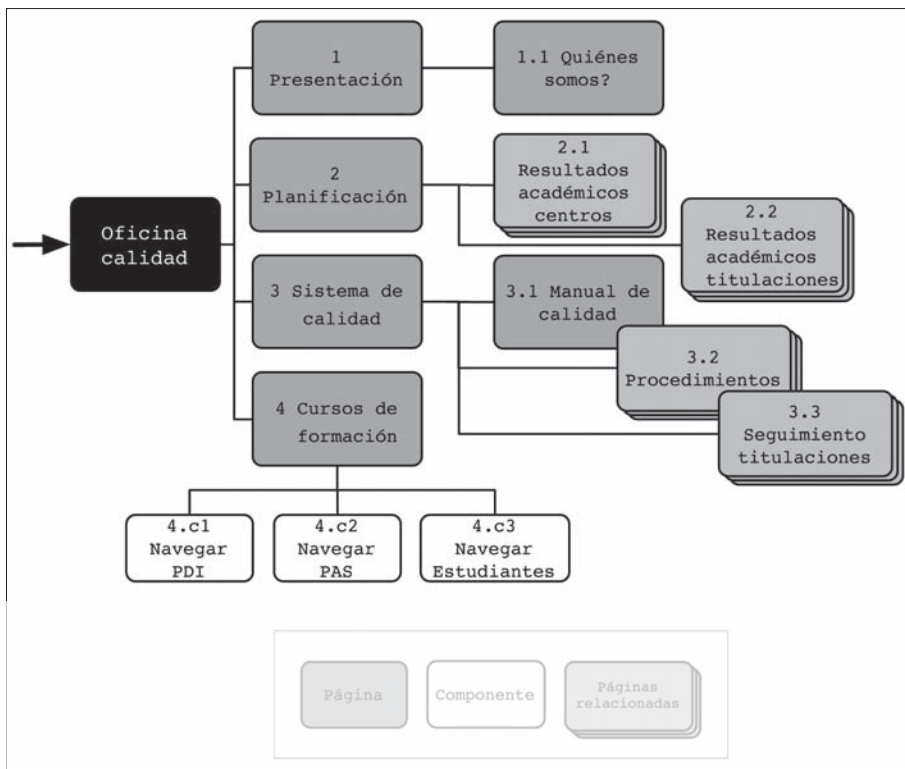 1
Presentación
1.1 Quiénes
somos?
2
Planificación
2.1
Resultados
académicos
centros
Oficina
calidad
2.2
Resultados
académicos
titulaciones
3 Sistema de
calidad
3.1 Manual de
calidad
3.2
Procedimientos
4 Cursos de
formación
3.3
Seguimiento
titulaciones
4.c1
Navegar
PDI
4.c2
Navegar
PAS
4.c3
Navegar
Estudiantes
Página
Componente
Páginas
relacionadas